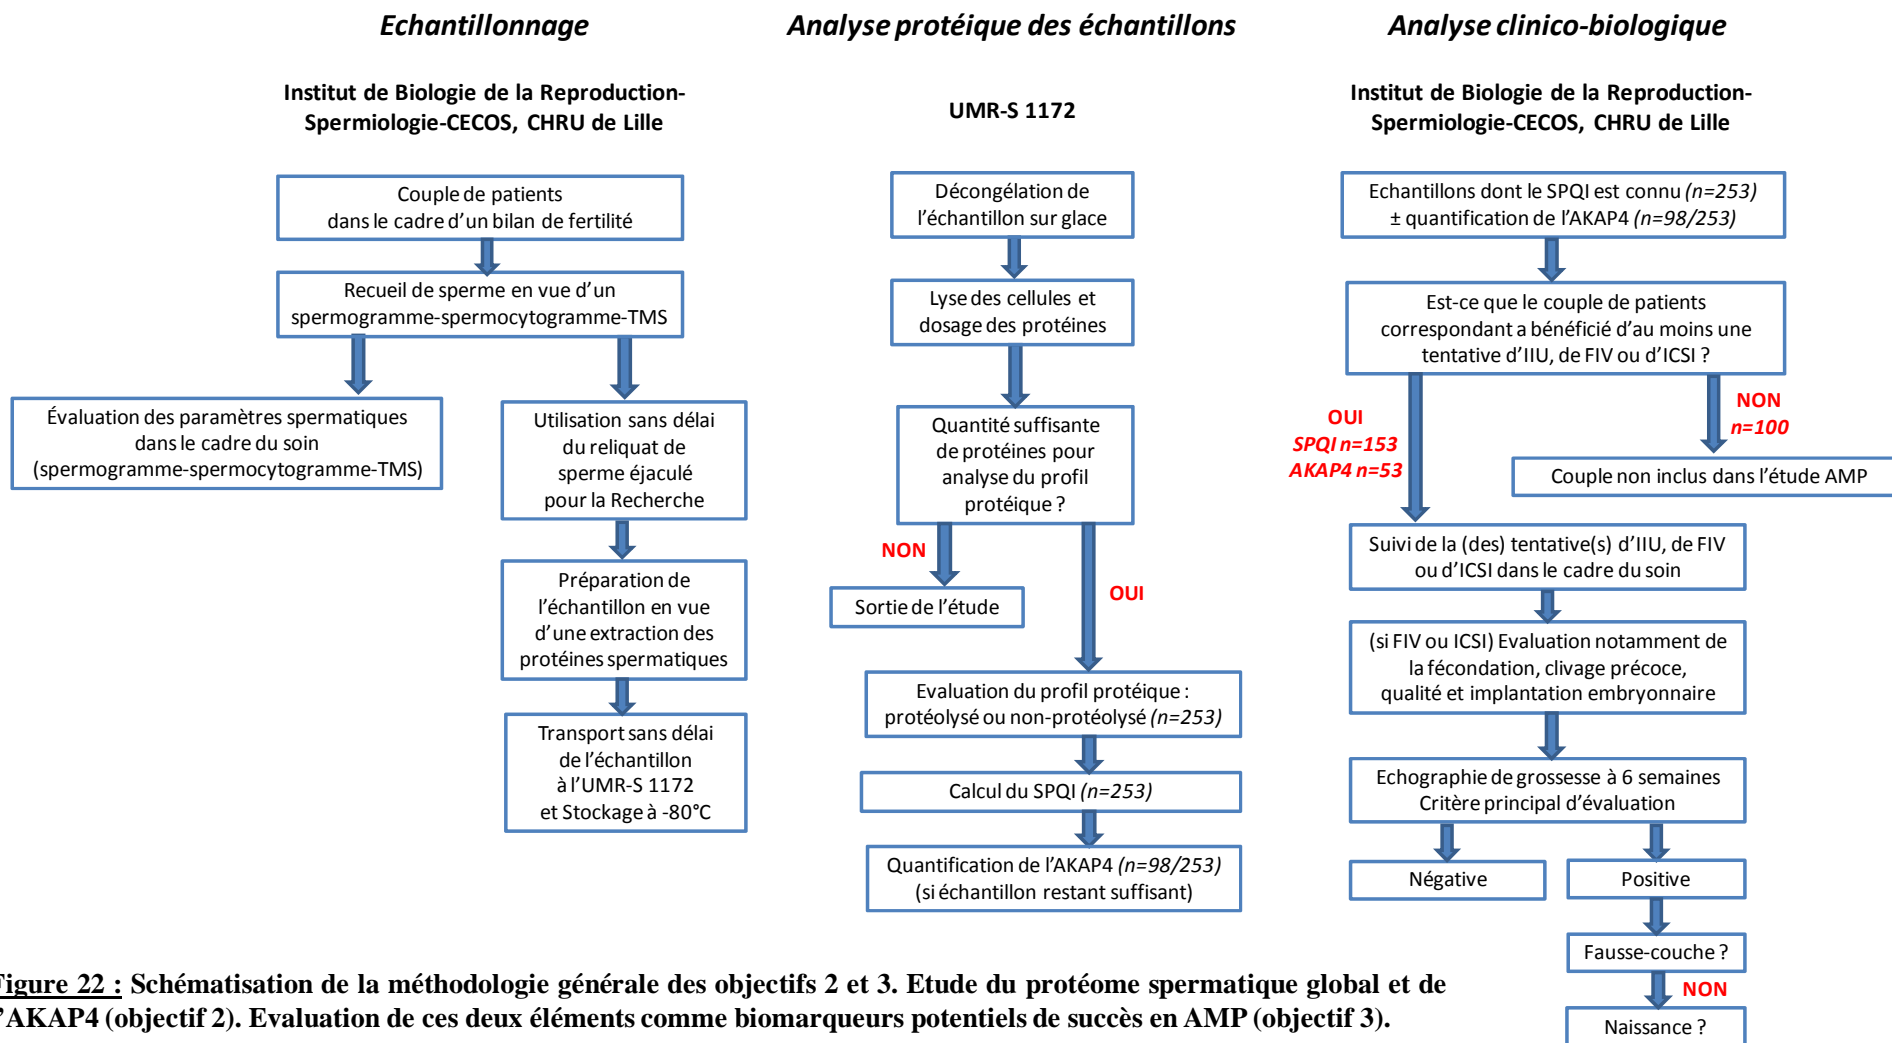 Echantillonnage
Institut de Biologie de la Reproduction-
Spermiologie-CECOS, CHRU de Lille
Couple de patients
dans le cadre d'un bilan de fertilité
Recueil de sperme en vue d'un
spermogramme-spermocytogramme-TMS
Évaluation des paramètres spermatiques
dans le cadre du soin
(spermogramme-spermocytogramme-TMS)
Utilisation sans délai
du reliquat de
sperme éjaculé
pour la Recherche
Préparation de
l'échantillon en vue
d'une extraction des
protéines spermatiques
Transport sans délai
de l'échantillon
à l'UMR-S 1172
et Stockage à -80°C
Analyse protéique des échantillons
UMR-S 1172
Décongélation de
l'échantillon sur glace
Lyse des cellules et
dosage des protéines
Quantité suffisante
de protéines pour
analyse du profil
protéique ?
NON
Sortie de l'étude
OUI
Evaluation du profil protéique :
protéolysé ou non-protéolysé (n=253)
Calcul du SPQI (n=253)
Quantification de l'AKAP4 (n=98/253)
(si échantillon restant suffisant)
Analyse clinico-biologique
Institut de Biologie de la Reproduction-
Spermiologie-CECOS, CHRU de Lille
Echantillons dont le SPQI est connu (n=253)
± quantification de l'AKAP4 (n=98/253)
Est-ce que le couple de patients
correspondant a bénéficié d'au moins une
tentative d'IIU, de FIV ou d'ICSI ?
OUI
SPQI n=153
AKAP4 n=53
NON
n=100
Couple non inclus dans l'étude AMP
Suivi de la (des) tentative(s) d'IIU, de FIV
ou d'ICSI dans le cadre du soin
(si FIV ou ICSI) Evaluation notamment de
la fécondation, clivage précoce,
qualité et implantation embryonnaire
Echographie de grossesse à 6 semaines
Critère principal d'évaluation
Négative
Positive
Fausse-couche ?
NON
Naissance ?
Figure 22 : Schématisation de la méthodologie générale des objectifs 2 et 3. Etude du protéome spermatique global et de
l'AKAP4 (objectif 2). Evaluation de ces deux éléments comme biomarqueurs potentiels de succès en AMP (objectif 3).